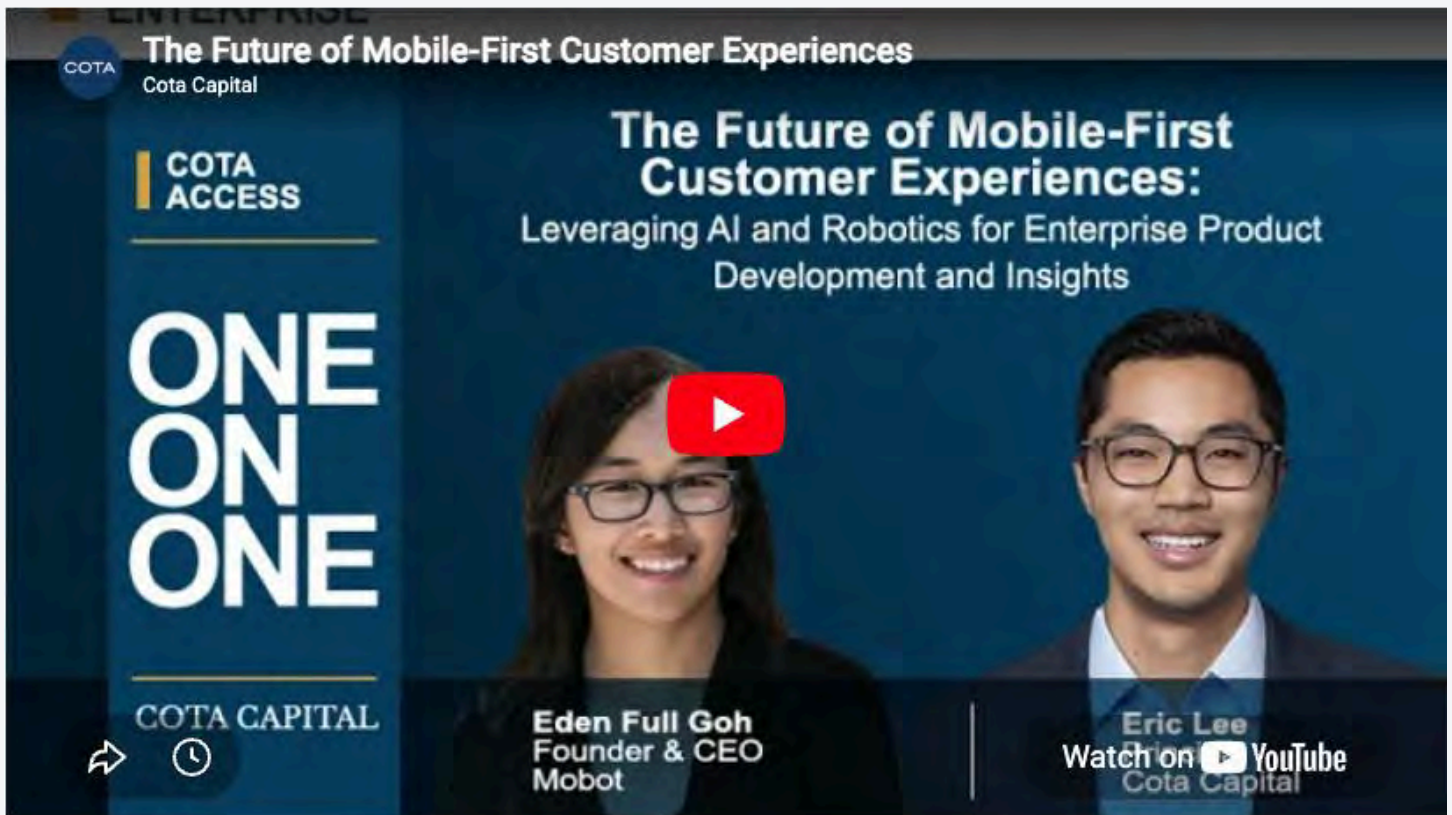 ENTERPRISE
COTA
The Future of Mobile-First Customer Experiences
Cota Capital
COTA
ACCESS
ONE
ON
ONE
COTA CAPITAL
The Future of Mobile-First
Customer Experiences:
Leveraging AI and Robotics for Enterprise Product
Development and Insights
Eden Full Goh
Founder & CEO
Mobot
Eric Lee
Cota Capital
Watch on YouTube